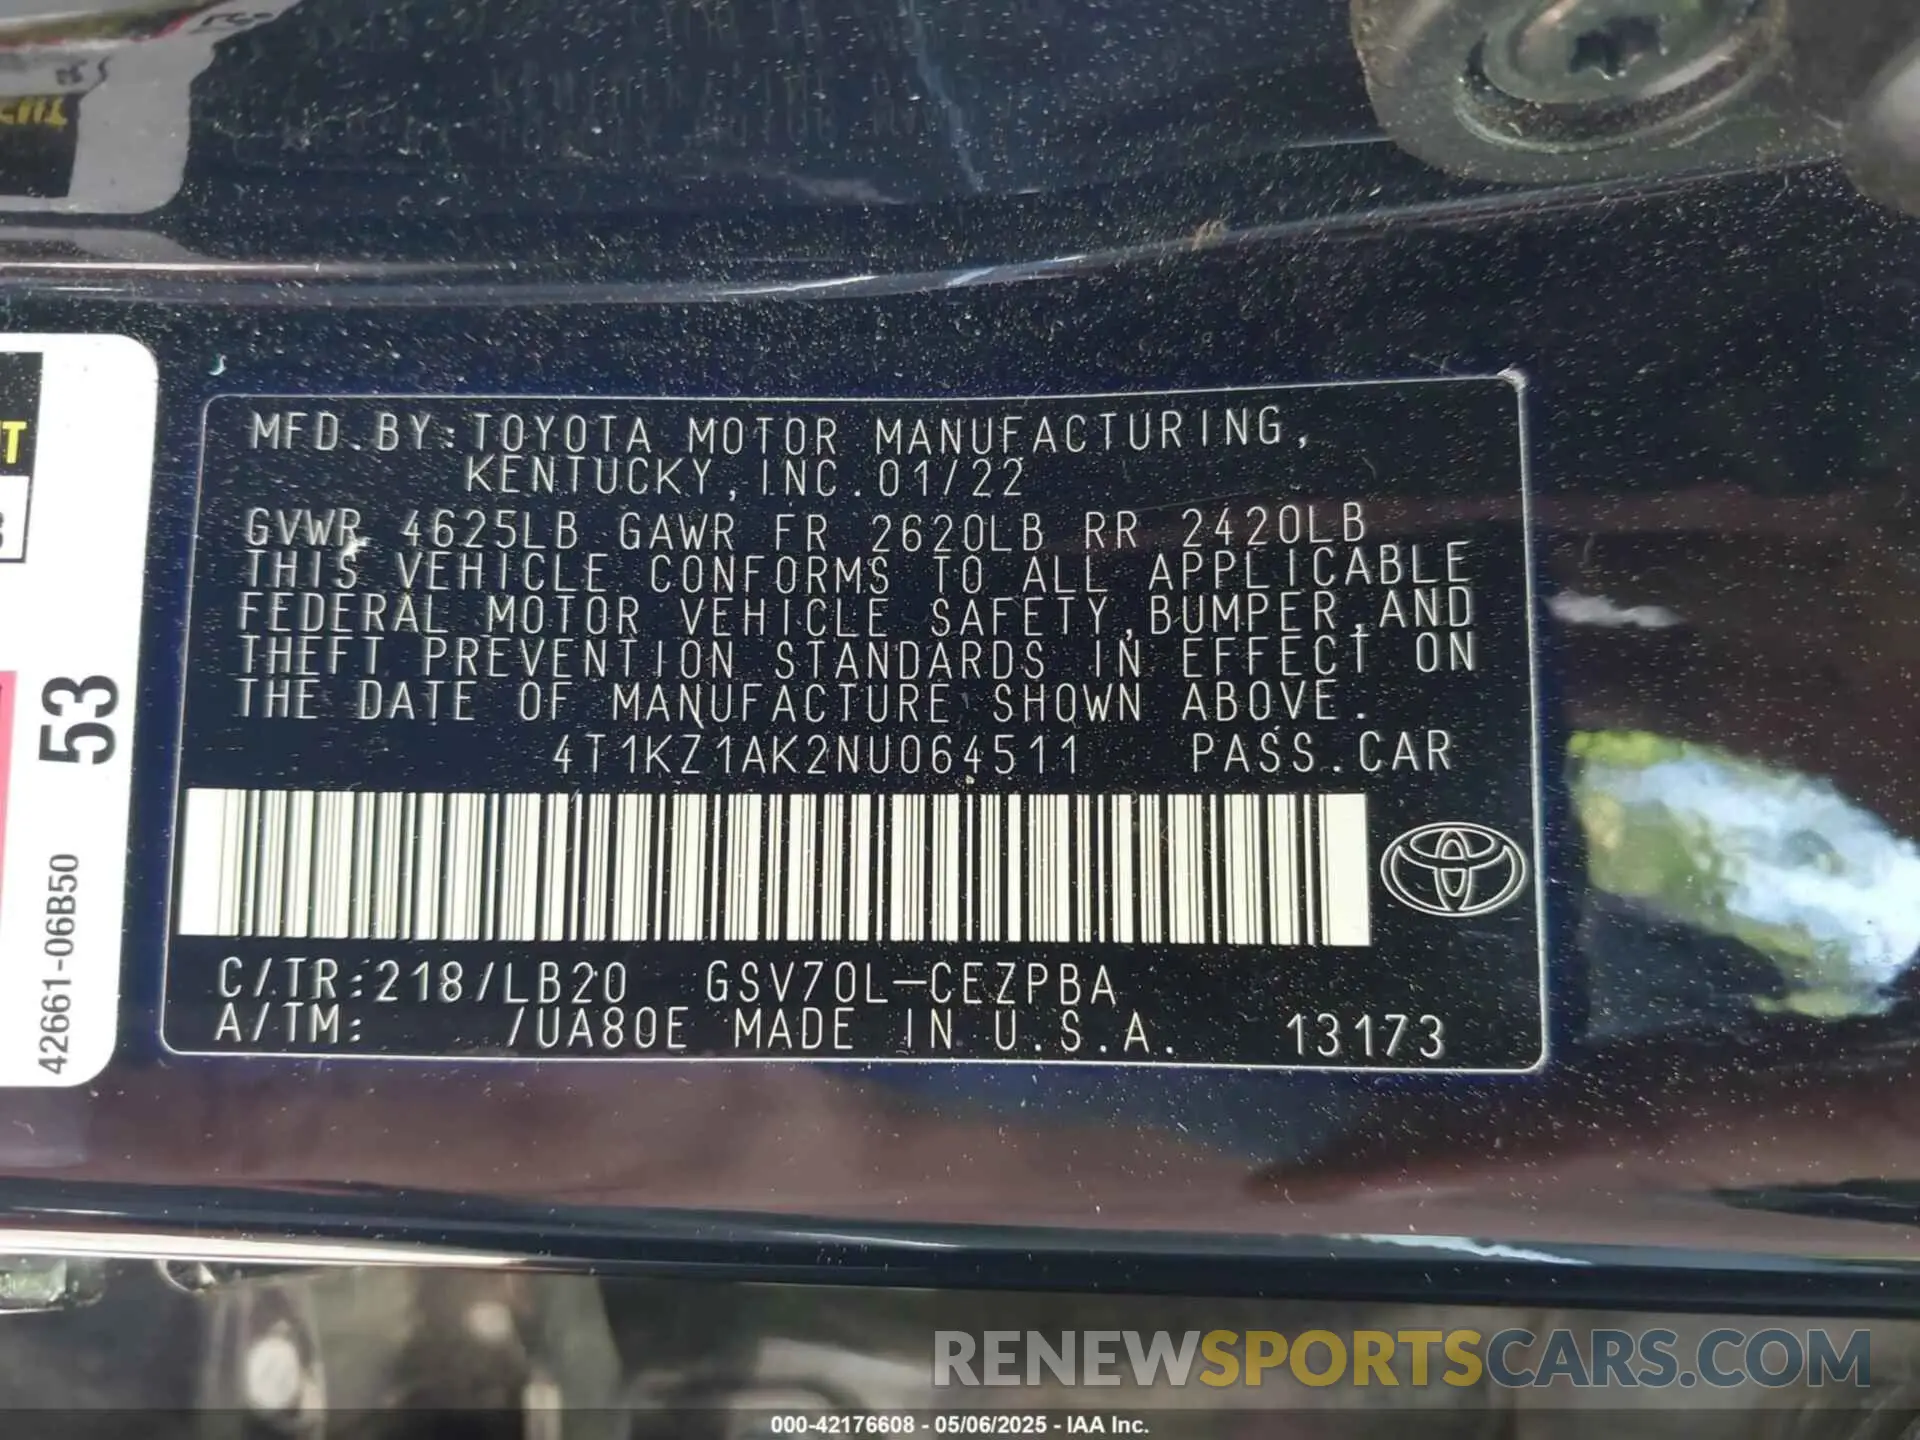 MFD.BY:TOYOTA MOTOR MANUFACTURING,
KENTUCKY,INC.01/22
GVWR 4625LB GAWR FR 2620LB RR 2420LB
THIS VEHICLE CONFORMS TO ALL APPLICABLE
FEDERAL MOTOR VEHICLE SAFETY,BUMPER,AND
THEFT PREVENTION STANDARDS IN EFFECT ON
THE DATE OF MANUFACTURE SHOWN ABOVE.
4T1KZ1AK2NU064511 PASS.CAR
C/TR:218/LB20 GSV70L-CEZPBA
A/TM: /UA80E MADE IN U.S.A. 13173
53
42661-06B50
RENEWSPORTSCARS.COM
000-42176608 - 05/06/2025 - IAA Inc.